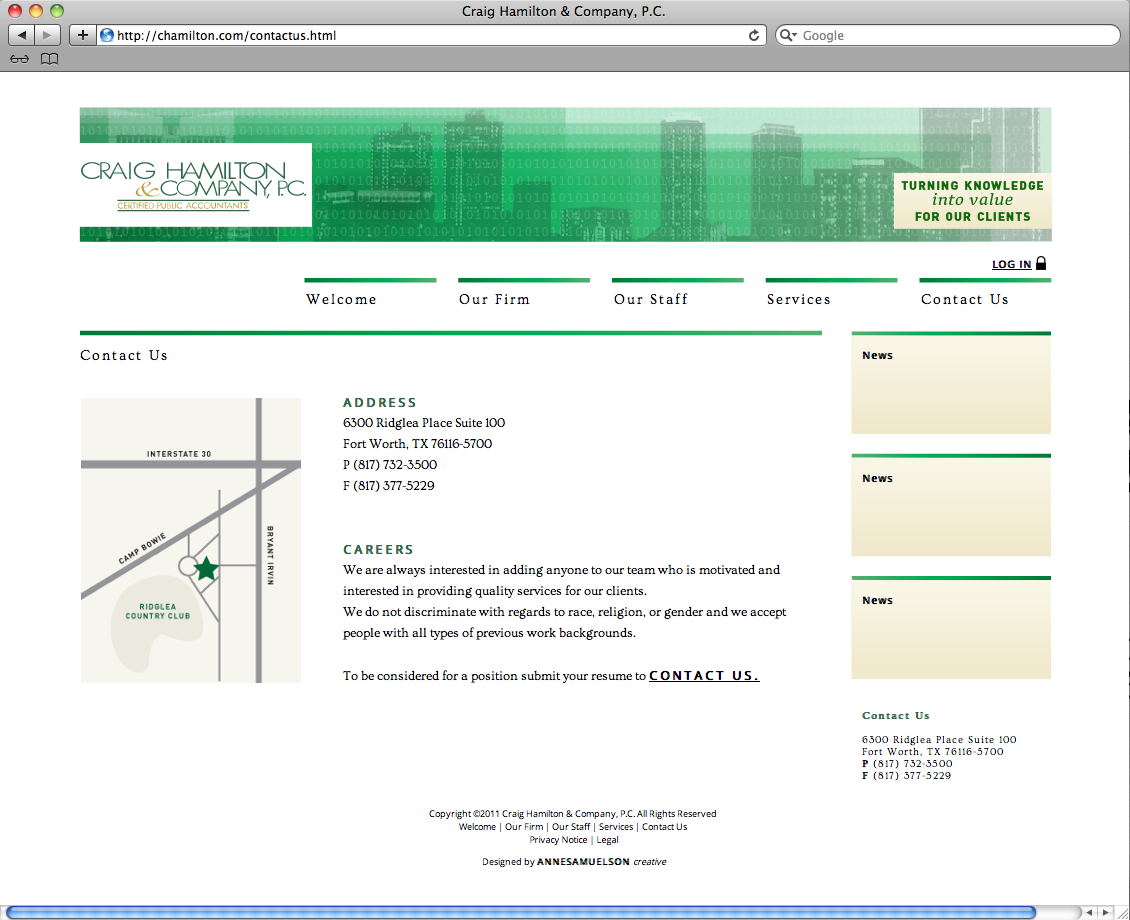 Craig Hamilton & Company, P.C.
http://chamilton.com/contactus.html
Google
CRAIG HAMILTON
& COMPANY, P.C.
CERTIFIED PUBLIC ACCOUNTANTS
TURNING KNOWLEDGE
into value
FOR OUR CLIENTS
LOG IN
Welcome
Our Firm
Our Staff
Services
Contact Us
Contact Us
INTERSTATE 30
CAMP BOWIE
BRYANT IRVIN
RIDGLEA
COUNTRY CLUB
ADDRESS
6300 Ridglea Place Suite 100
Fort Worth, TX 76116-5700
P (817) 732-3500
F (817) 377-5229
CAREERS
We are always interested in adding anyone to our team who is motivated and
interested in providing quality services for our clients.
We do not discriminate with regards to race, religion, or gender and we accept
people with all types of previous work backgrounds.
To be considered for a position submit your resume to CONTACT US.
News
News
News
Contact Us
6300 Ridglea Place Suite 100
Fort Worth, TX 76116-5700
P (817) 732-3500
F (817) 377-5229
Copyright ©2011 Craig Hamilton & Company, P.C. All Rights Reserved
Welcome | Our Firm | Our Staff | Services | Contact Us
Privacy Notice | Legal
Designed by ANNESAMUELSON creative